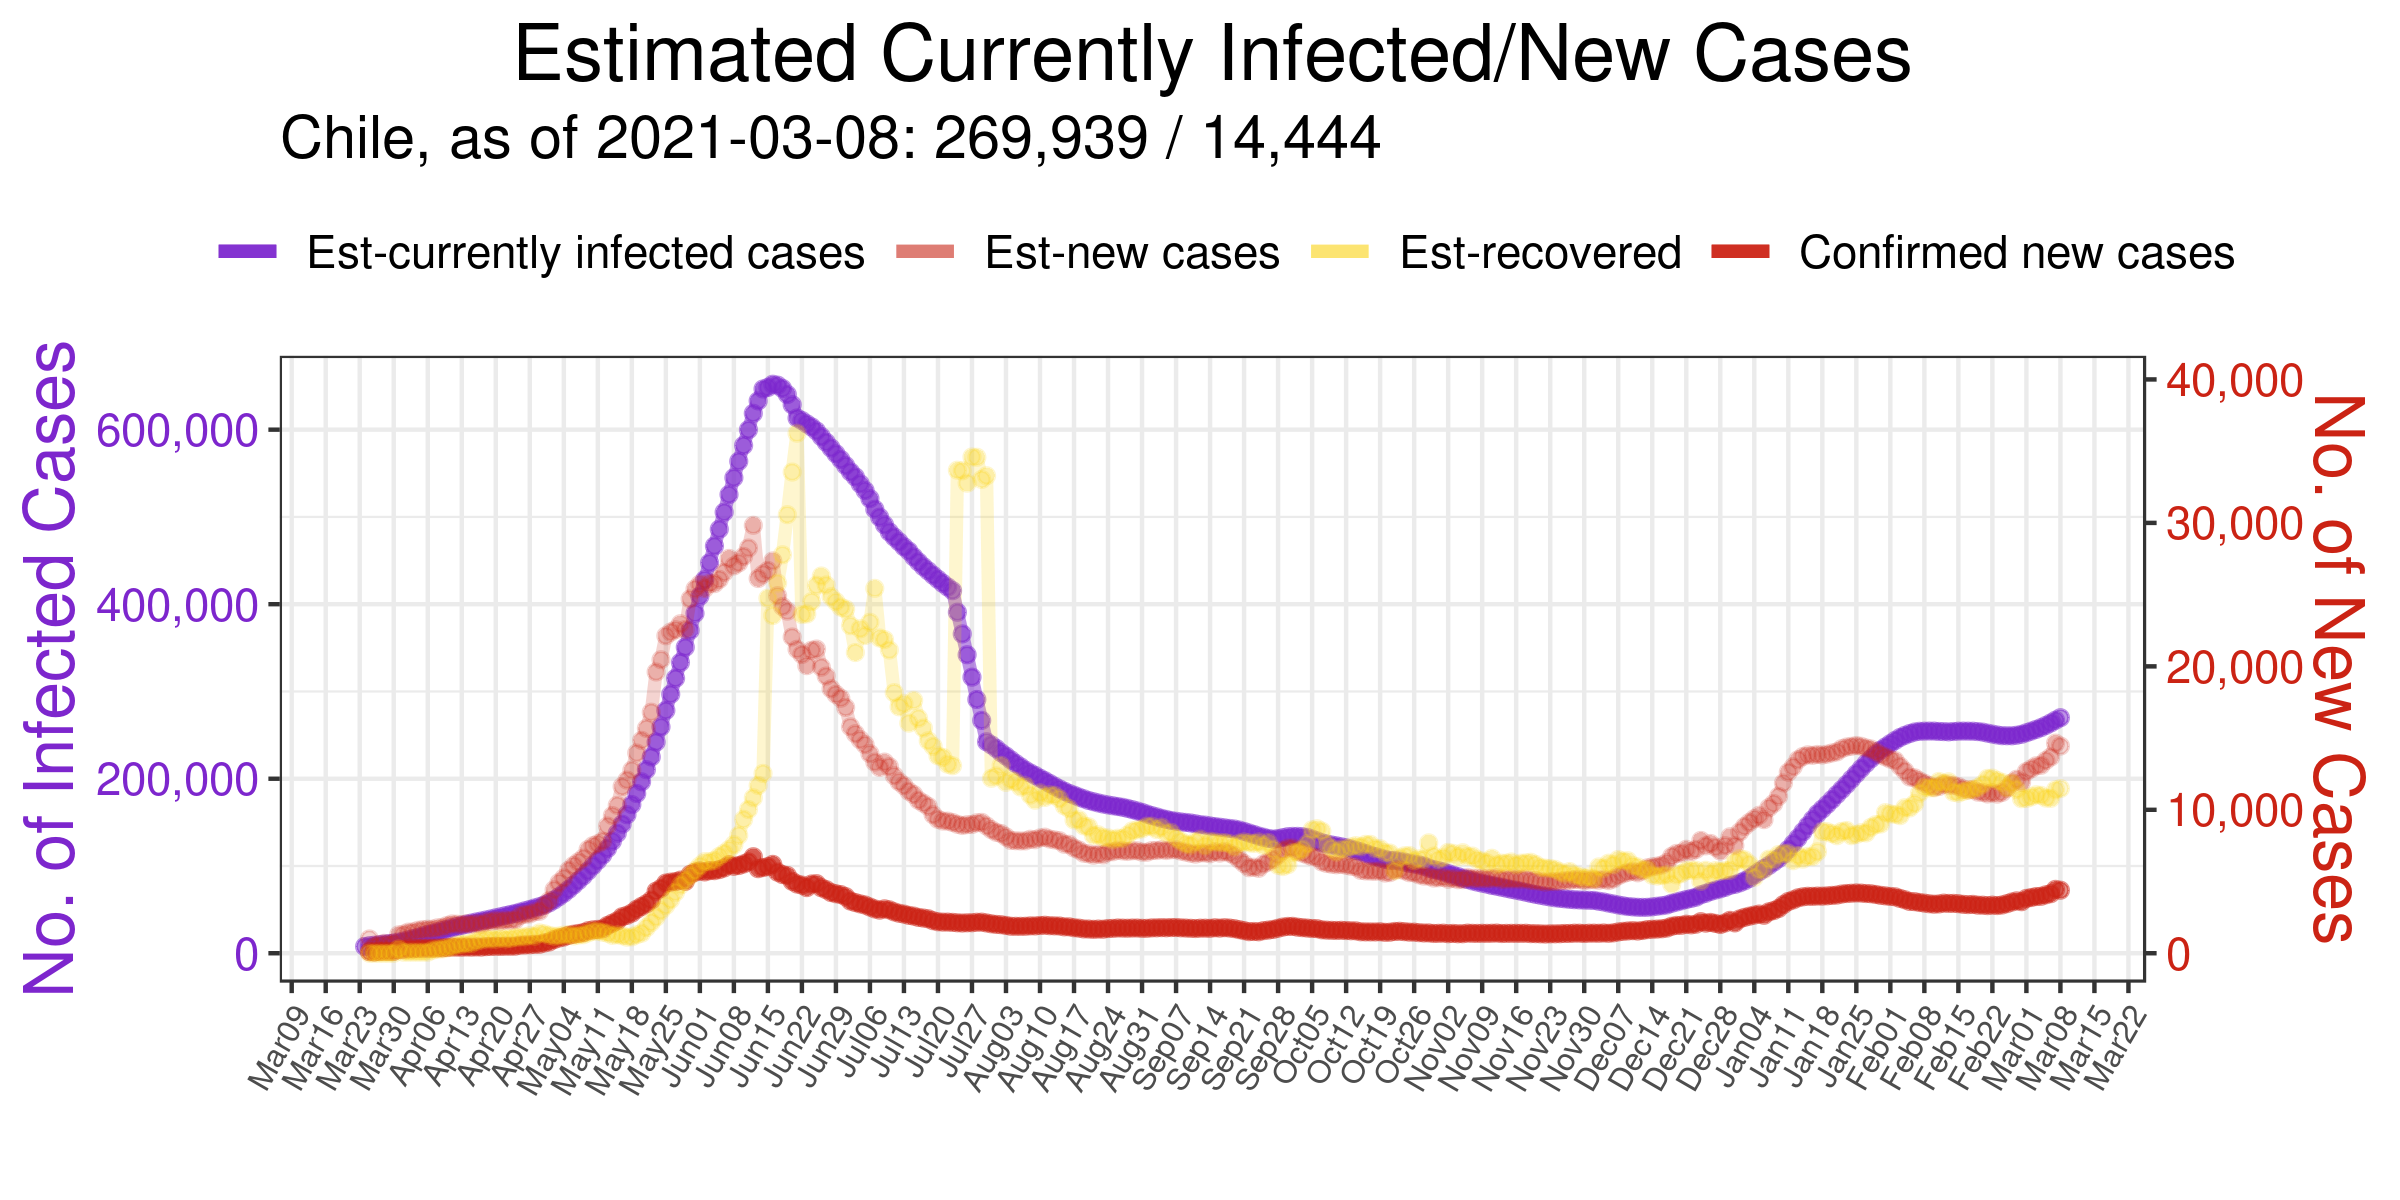 Estimated Currently Infected/New Cases
Chile, as of 2021-03-08: 269,939 / 14,444
Est-currently infected cases Est-new cases Est-recovered Confirmed new cases
No. of Infected Cases
600,000
400,000
200,000
0
40,000
30,000
20,000
10,000
0
No. of New Cases
Mar09 Mar16 Mar23 Mar30 Apr06 Apr13 Apr20 Apr27 May04 May11 May18 May25 Jun01 Jun08 Jun15 Jun22 Jun29 Jul06 Jul13 Jul20 Jul27 Aug03 Aug10 Aug17 Aug24 Aug31 Sep07 Sep14 Sep21 Sep28 Oct05 Oct12 Oct19 Oct26 Nov02 Nov09 Nov16 Nov23 Nov30 Dec07 Dec14 Dec21 Dec28 Jan04 Jan11 Jan18 Jan25 Feb01 Feb08 Feb15 Feb22 Mar01 Mar08 Mar15 Mar22